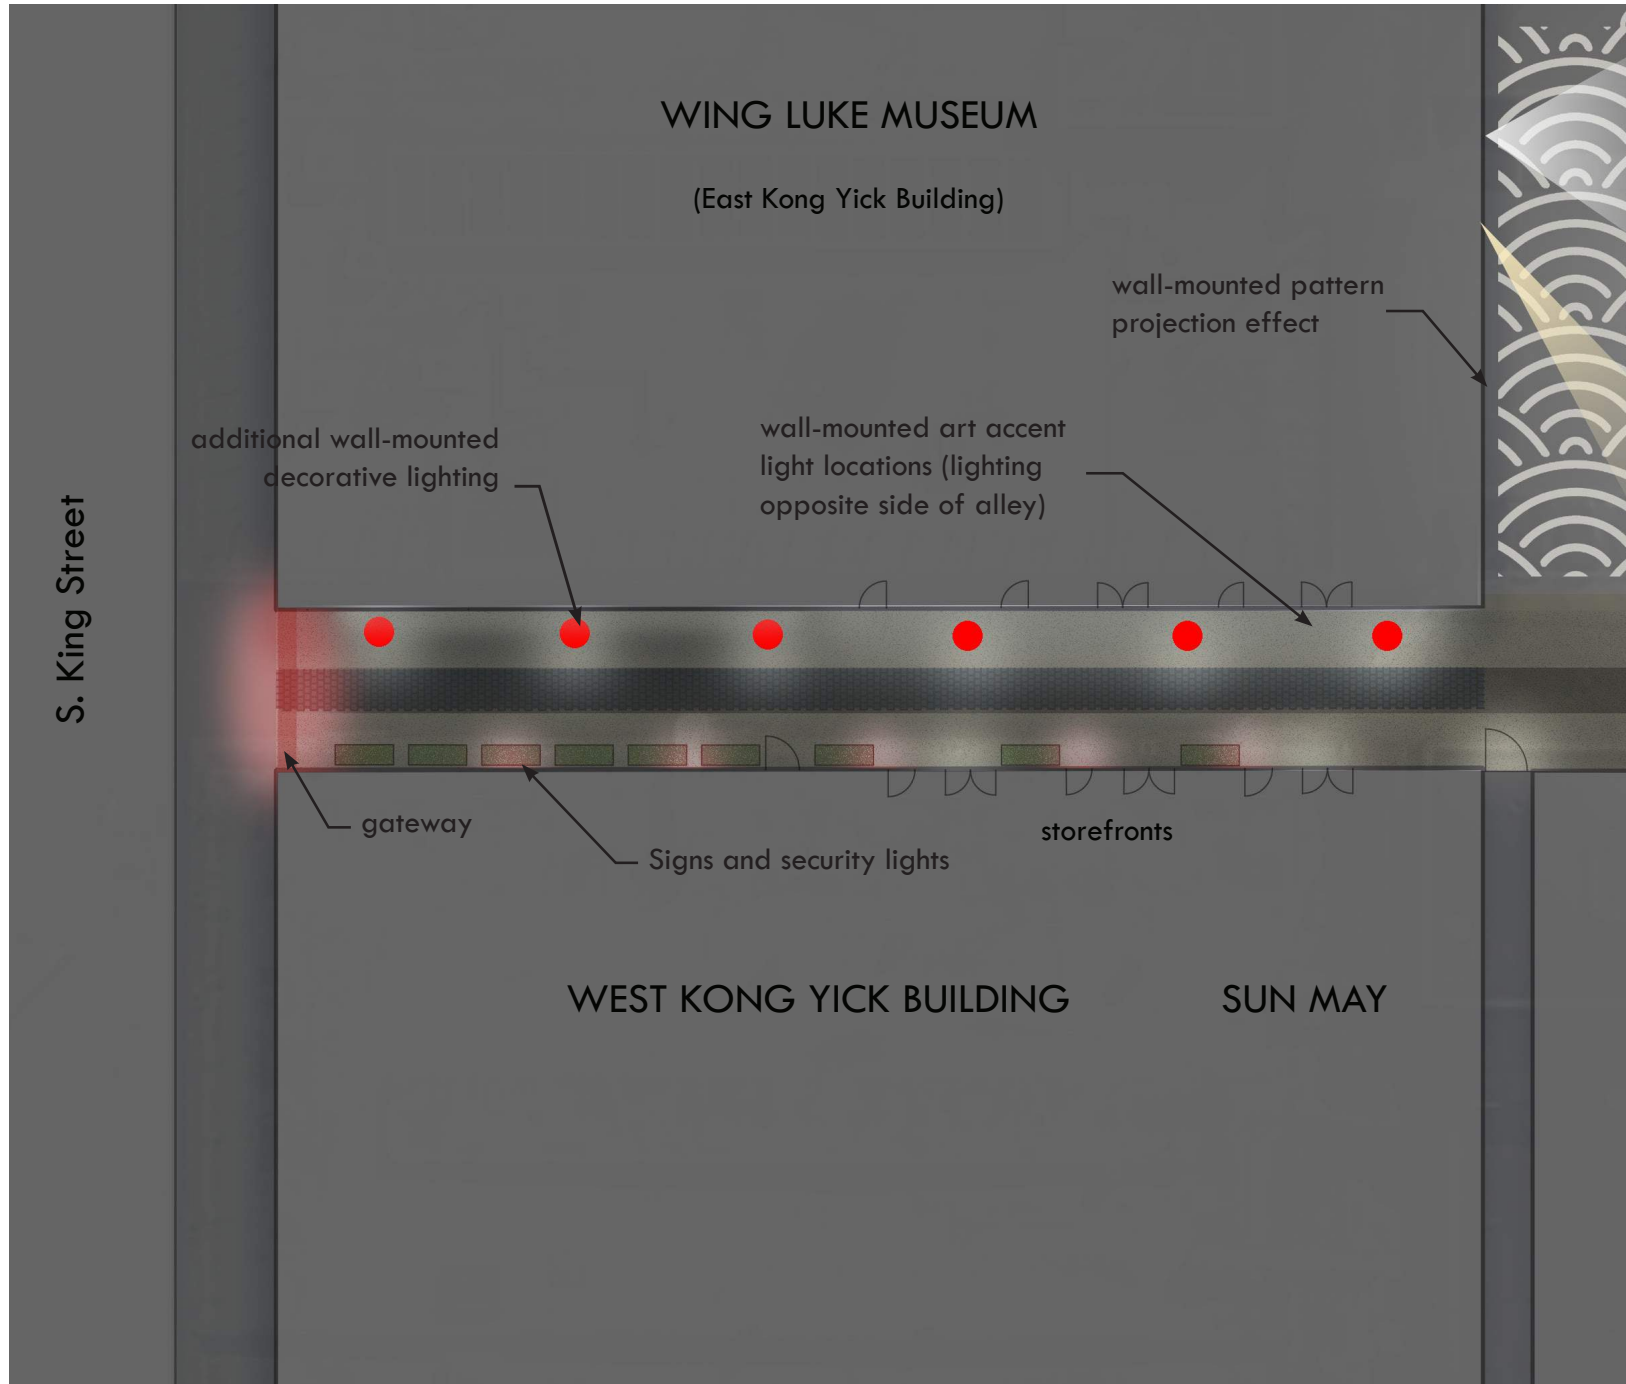 WING LUKE MUSEUM
(East Kong Yick Building)
wall-mounted pattern
projection effect
additional wall-mounted
decorative lighting
wall-mounted art accent
light locations (lighting
opposite side of alley)
S. King Street
gateway
storefronts
Signs and security lights
WEST KONG YICK BUILDING
SUN MAY